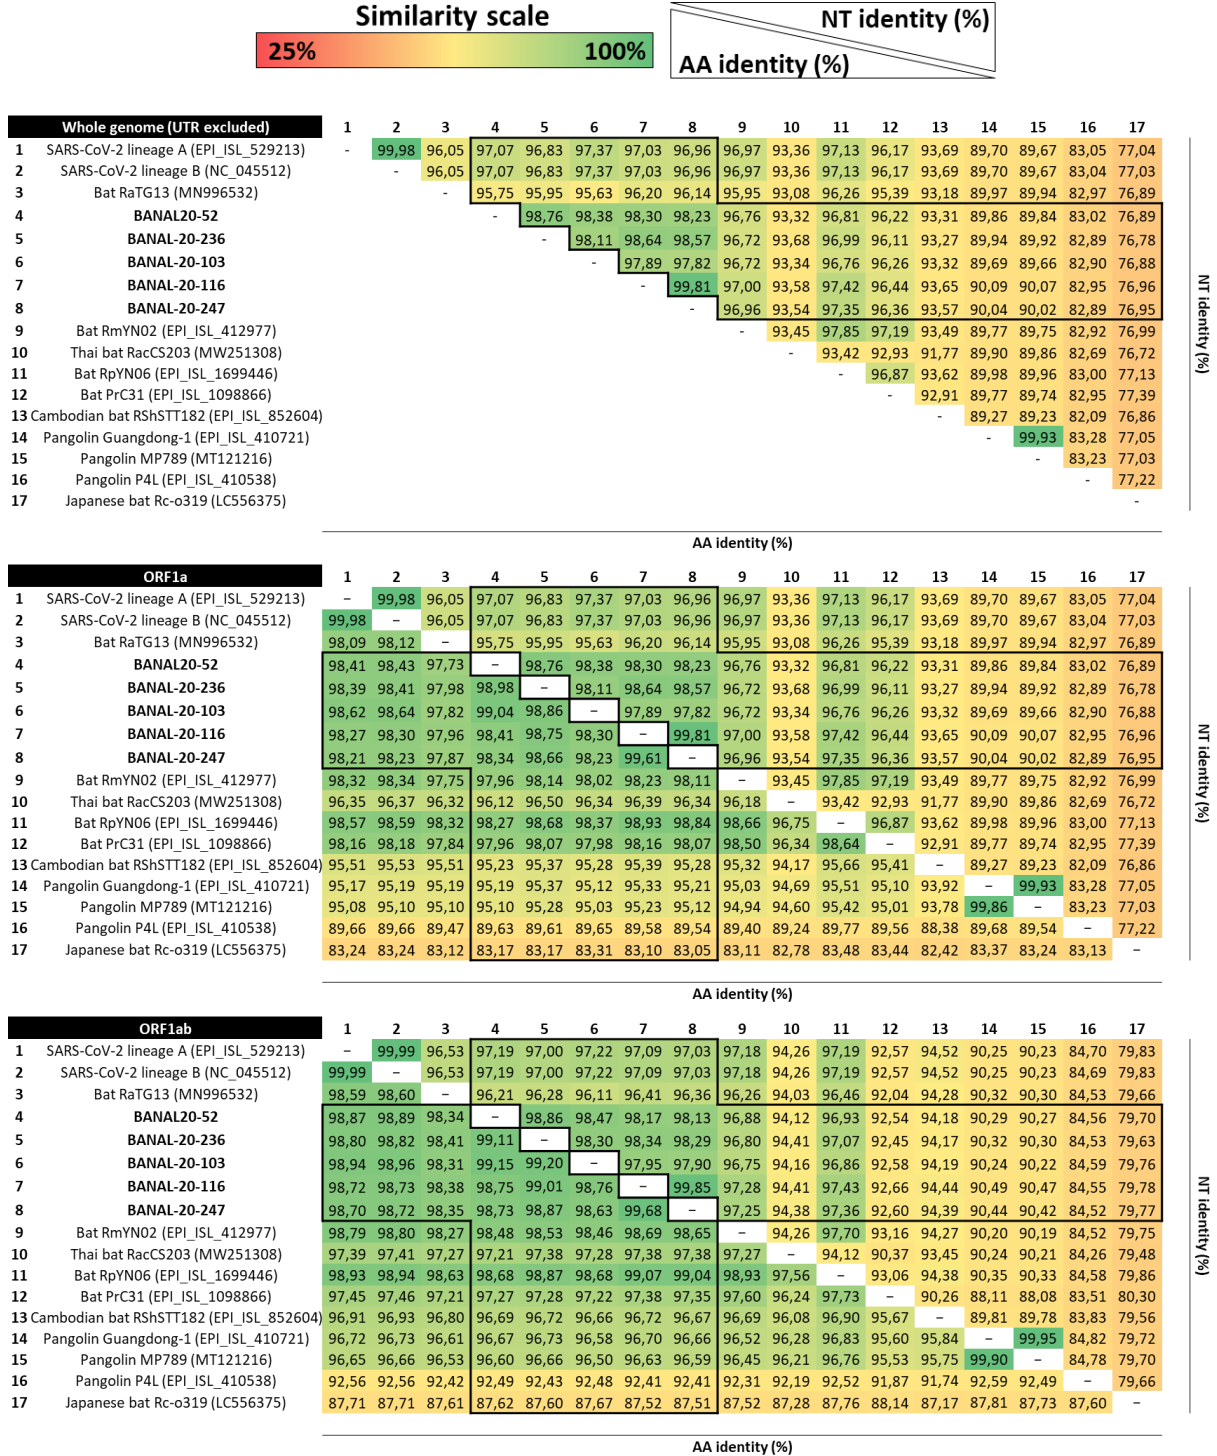 Similarity scale
25% 100%
NT identity (%)
AA identity (%)
Whole genome (UTR excluded) 1 2 3 4 5 6 7 8 9 10 11 12 13 14 15 16 17
1 SARS-CoV-2 lineage A (EPI_ISL_529213) - 99,98 96,05 97,07 96,83 97,37 97,03 96,96 96,97 93,36 97,13 96,17 93,69 89,70 89,67 83,05 77,04
2 SARS-CoV-2 lineage B (NC_045512) - 96,05 97,07 96,83 97,37 97,03 96,96 96,97 93,36 97,13 96,17 93,69 89,70 89,67 83,04 77,03
3 Bat RaTG13 (MN996532) - 95,75 95,95 95,63 96,20 96,14 95,95 93,08 96,26 95,39 93,18 89,97 89,94 82,97 76,89
4 BANAL20-52 - 98,76 98,38 98,30 98,23 96,76 93,32 96,81 96,22 93,31 89,86 89,84 83,02 76,89
5 BANAL-20-236 - 98,11 98,64 98,57 96,72 93,68 96,99 96,11 93,27 89,94 89,92 82,89 76,78
6 BANAL-20-103 - 97,89 97,82 96,72 93,34 96,76 96,26 93,32 89,69 89,66 82,90 76,88
7 BANAL-20-116 - 99,81 97,00 93,58 97,42 96,44 93,65 90,09 90,07 82,95 76,96
8 BANAL-20-247 - 96,96 93,54 97,35 96,36 93,57 90,04 90,02 82,89 76,95
9 Bat RmYN02 (EPI_ISL_412977) - 93,45 97,85 97,19 93,49 89,77 89,75 82,92 76,99
10 Thai bat RacCS203 (MW251308) - 93,42 92,93 91,77 89,90 89,86 82,69 76,72
11 Bat RpYN06 (EPI_ISL_1699446) - 96,87 93,62 89,98 89,96 83,00 77,13
12 Bat PrC31 (EPI_ISL_1098866) - 92,91 89,77 89,74 82,95 77,39
13 Cambodian bat RShSTT182 (EPI_ISL_852604) - 89,27 89,23 82,09 76,86
14 Pangolin Guangdong-1 (EPI_ISL_410721) - 99,93 83,28 77,05
15 Pangolin MP789 (MT121216) - 83,23 77,03
16 Pangolin P4L (EPI_ISL_410538) - 77,22
17 Japanese bat Rc-o319 (LC556375) -
NT identity (%)
AA identity (%)
ORF1a 1 2 3 4 5 6 7 8 9 10 11 12 13 14 15 16 17
1 SARS-CoV-2 lineage A (EPI_ISL_529213) – 99,98 96,05 97,07 96,83 97,37 97,03 96,96 96,97 93,36 97,13 96,17 93,69 89,70 89,67 83,05 77,04
2 SARS-CoV-2 lineage B (NC_045512) 99,98 – 96,05 97,07 96,83 97,37 97,03 96,96 96,97 93,36 97,13 96,17 93,69 89,70 89,67 83,04 77,03
3 Bat RaTG13 (MN996532) 98,09 98,12 – 95,75 95,95 95,63 96,20 96,14 95,95 93,08 96,26 95,39 93,18 89,97 89,94 82,97 76,89
4 BANAL20-52 98,41 98,43 97,73 – 98,76 98,38 98,30 98,23 96,76 93,32 96,81 96,22 93,31 89,86 89,84 83,02 76,89
5 BANAL-20-236 98,39 98,41 97,98 98,98 – 98,11 98,64 98,57 96,72 93,68 96,99 96,11 93,27 89,94 89,92 82,89 76,78
6 BANAL-20-103 98,62 98,64 97,82 99,04 98,86 – 97,89 97,82 96,72 93,34 96,76 96,26 93,32 89,69 89,66 82,90 76,88
7 BANAL-20-116 98,27 98,30 97,96 98,41 98,75 98,30 – 99,81 97,00 93,58 97,42 96,44 93,65 90,09 90,07 82,95 76,96
8 BANAL-20-247 98,21 98,23 97,87 98,34 98,66 98,23 99,61 – 96,96 93,54 97,35 96,36 93,57 90,04 90,02 82,89 76,95
9 Bat RmYN02 (EPI_ISL_412977) 98,32 98,34 97,75 97,96 98,14 98,02 98,23 98,11 – 93,45 97,85 97,19 93,49 89,77 89,75 82,92 76,99
10 Thai bat RacCS203 (MW251308) 96,35 96,37 96,32 96,12 96,50 96,34 96,39 96,34 96,18 – 93,42 92,93 91,77 89,90 89,86 82,69 76,72
11 Bat RpYN06 (EPI_ISL_1699446) 98,57 98,59 98,32 98,27 98,68 98,37 98,93 98,84 98,66 96,75 – 96,87 93,62 89,98 89,96 83,00 77,13
12 Bat PrC31 (EPI_ISL_1098866) 98,16 98,18 97,84 97,96 98,07 97,98 98,16 98,07 98,50 96,34 98,64 – 92,91 89,77 89,74 82,95 77,39
13 Cambodian bat RShSTT182 (EPI_ISL_852604) 95,51 95,53 95,51 95,23 95,37 95,28 95,39 95,28 95,32 94,17 95,66 95,41 – 89,27 89,23 82,09 76,86
14 Pangolin Guangdong-1 (EPI_ISL_410721) 95,17 95,19 95,19 95,19 95,37 95,12 95,33 95,21 95,03 94,69 95,51 95,10 93,92 – 99,93 83,28 77,05
15 Pangolin MP789 (MT121216) 95,08 95,10 95,10 95,10 95,28 95,03 95,23 95,12 94,94 94,60 95,42 95,01 93,78 99,86 – 83,23 77,03
16 Pangolin P4L (EPI_ISL_410538) 89,66 89,66 89,47 89,63 89,61 89,65 89,58 89,54 89,40 89,24 89,77 89,56 88,38 89,68 89,54 – 77,22
17 Japanese bat Rc-o319 (LC556375) 83,24 83,24 83,12 83,17 83,17 83,31 83,10 83,05 83,11 82,78 83,48 83,44 82,42 83,37 83,24 83,13 –
NT identity (%)
AA identity (%)
ORF1ab 1 2 3 4 5 6 7 8 9 10 11 12 13 14 15 16 17
1 SARS-CoV-2 lineage A (EPI_ISL_529213) – 99,99 96,53 97,19 97,00 97,22 97,09 97,03 97,18 94,26 97,19 92,57 94,52 90,25 90,23 84,70 79,83
2 SARS-CoV-2 lineage B (NC_045512) 99,99 – 96,53 97,19 97,00 97,22 97,09 97,03 97,18 94,26 97,19 92,57 94,52 90,25 90,23 84,69 79,83
3 Bat RaTG13 (MN996532) 98,59 98,60 – 96,21 96,28 96,11 96,41 96,36 96,26 94,03 96,46 92,04 94,28 90,32 90,30 84,53 79,66
4 BANAL20-52 98,87 98,89 98,34 – 98,86 98,47 98,17 98,13 96,88 94,12 96,93 92,54 94,18 90,29 90,27 84,56 79,70
5 BANAL-20-236 98,80 98,82 98,41 99,11 – 98,30 98,34 98,29 96,80 94,41 97,07 92,45 94,17 90,32 90,30 84,53 79,63
6 BANAL-20-103 98,94 98,96 98,31 99,15 99,20 – 97,95 97,90 96,75 94,16 96,86 92,58 94,19 90,24 90,22 84,59 79,76
7 BANAL-20-116 98,72 98,73 98,38 98,75 99,01 98,76 – 99,85 97,28 94,41 97,43 92,66 94,44 90,49 90,47 84,55 79,78
8 BANAL-20-247 98,70 98,72 98,35 98,73 98,87 98,63 99,68 – 97,25 94,38 97,36 92,60 94,39 90,44 90,42 84,52 79,77
9 Bat RmYN02 (EPI_ISL_412977) 98,79 98,80 98,27 98,48 98,53 98,46 98,69 98,65 – 94,26 97,70 93,16 94,27 90,20 90,19 84,52 79,75
10 Thai bat RacCS203 (MW251308) 97,39 97,41 97,27 97,21 97,38 97,28 97,38 97,38 97,27 – 94,12 90,37 93,45 90,24 90,21 84,26 79,48
11 Bat RpYN06 (EPI_ISL_1699446) 98,93 98,94 98,63 98,68 98,87 98,68 99,07 99,04 98,93 97,56 – 93,06 94,38 90,35 90,33 84,58 79,86
12 Bat PrC31 (EPI_ISL_1098866) 97,45 97,46 97,21 97,27 97,28 97,22 97,38 97,35 97,60 96,24 97,73 – 90,26 88,11 88,08 83,51 80,30
13 Cambodian bat RShSTT182 (EPI_ISL_852604) 96,91 96,93 96,80 96,69 96,72 96,66 96,72 96,67 96,69 96,08 96,90 95,67 – 89,81 89,78 83,83 79,56
14 Pangolin Guangdong-1 (EPI_ISL_410721) 96,72 96,73 96,61 96,67 96,73 96,58 96,70 96,66 96,52 96,28 96,83 95,60 95,84 – 99,95 84,82 79,72
15 Pangolin MP789 (MT121216) 96,65 96,66 96,53 96,60 96,66 96,50 96,63 96,59 96,45 96,21 96,76 95,53 95,75 99,90 – 84,78 79,70
16 Pangolin P4L (EPI_ISL_410538) 92,56 92,56 92,42 92,49 92,43 92,48 92,41 92,41 92,31 92,19 92,52 91,87 91,74 92,59 92,49 – 79,66
17 Japanese bat Rc-o319 (LC556375) 87,71 87,71 87,61 87,62 87,60 87,67 87,52 87,51 87,52 87,28 87,76 88,14 87,17 87,81 87,73 87,60 –
NT identity (%)
AA identity (%)